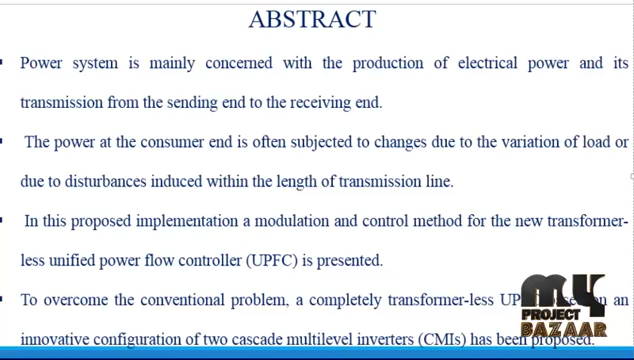 ABSTRACT
Power system is mainly concerned with the production of electrical power and its
transmission from the sending end to the receiving end.
The power at the consumer end is often subjected to changes due to the variation of load or
due to disturbances induced within the length of transmission line.
In this proposed implementation a modulation and control method for the new transformer-
less unified power flow controller (UPFC) is presented.
To overcome the conventional problem, a completely transformer-less an
innovative configuration of two cascade multilevel inverters (CMIs) has been proposed.
MY
PROJECT
BAZAAR